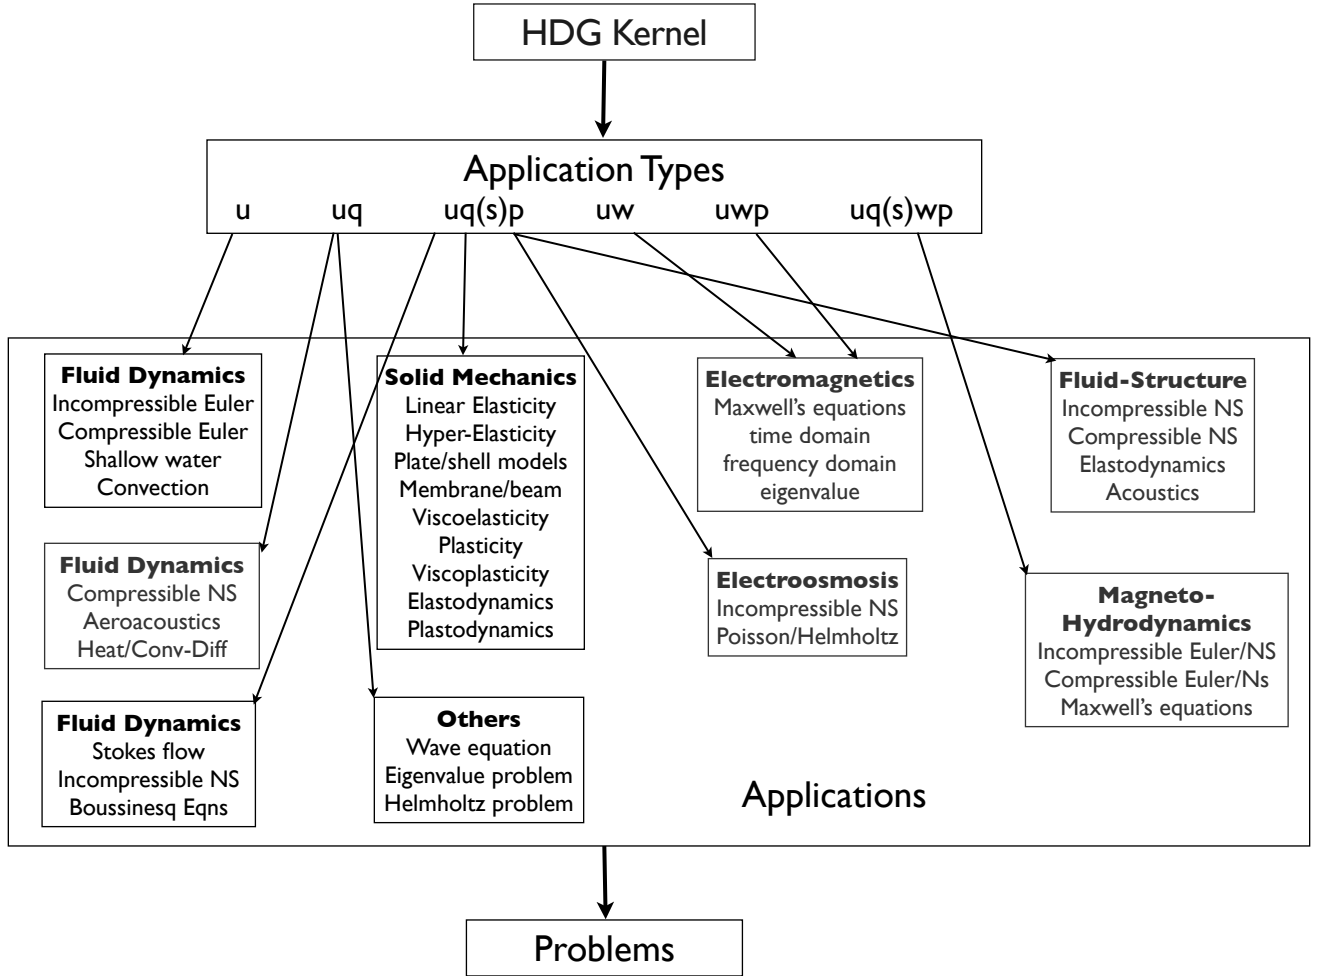 HDG Kernel
Application Types
u uq uq(s)p uw uwp uq(s)wp
Fluid Dynamics
Incompressible Euler
Compressible Euler
Shallow water
Convection
Fluid Dynamics
Compressible NS
Aeroacoustics
Heat/Conv-Diff
Fluid Dynamics
Stokes flow
Incompressible NS
Boussinesq Eqns
Solid Mechanics
Linear Elasticity
Hyper-Elasticity
Plate/shell models
Membrane/beam
Viscoelasticity
Plasticity
Viscoplasticity
Elastodynamics
Plastodynamics
Others
Wave equation
Eigenvalue problem
Helmholtz problem
Electromagnetics
Maxwell's equations
time domain
frequency domain
eigenvalue
Electroosmosis
Incompressible NS
Poisson/Helmholtz
Fluid-Structure
Incompressible NS
Compressible NS
Elastodynamics
Acoustics
Magneto-
Hydrodynamics
Incompressible Euler/NS
Compressible Euler/Ns
Maxwell's equations
Applications
Problems